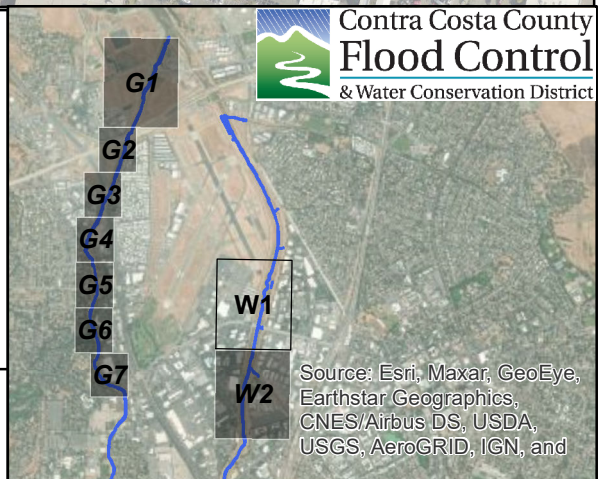 Contra Costa County
Flood Control
& Water Conservation District
G1
G2
G3
G4
G5
G6
G7
W1
W2
Source: Esri, Maxar, GeoEye,
Earthstar Geographics,
CNES/Airbus DS, USDA,
USGS, AeroGRID, IGN, and